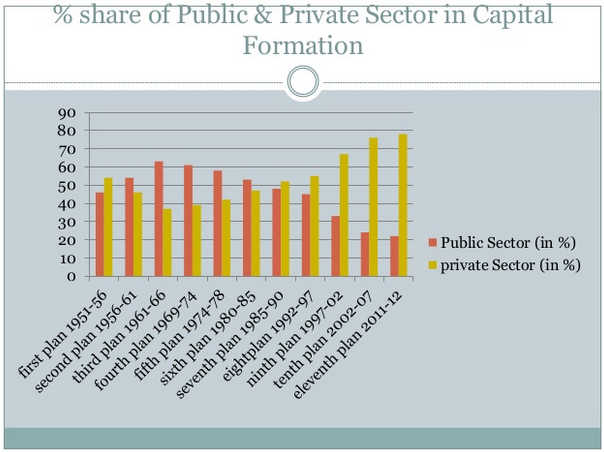 % share of Public & Private Sector in Capital
Formation
90
80
70
60
50
40
30
20
10
0
first plan 1951-56
second plan 1956-61
third plan 1961-66
fourth plan 1969-74
fifth plan 1974-78
sixth plan 1980-85
seventh plan 1985-90
eightplan 1992-97
ninth plan 1997-02
tenth plan 2002-07
eleventh plan 2011-12
Public Sector (in %)
private Sector (in %)